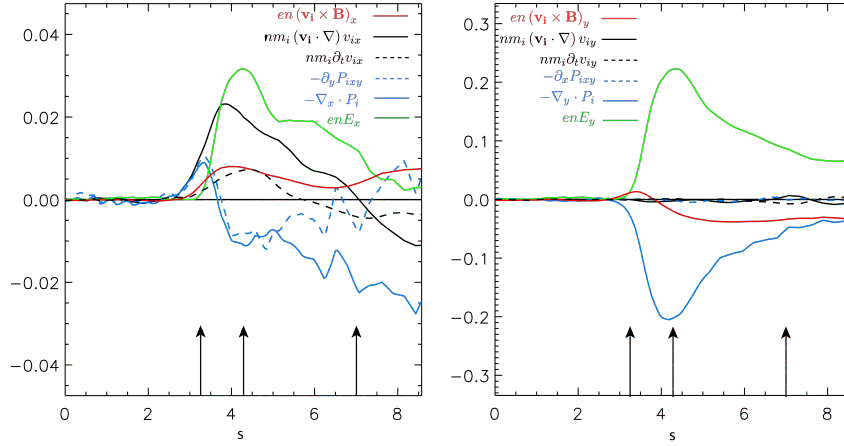 0.04
0.02
0.00
−0.02
−0.04
0
2
4
6
8
s
en (v_i × B)_x
nm_i (v_i · ∇) v_ix
nm_i ∂_t v_ix
−∂_y P_ixy
−∇_x · P_i
enE_x
0.3
0.2
0.1
0.0
−0.1
−0.2
−0.3
0
2
4
6
8
s
en (v_i × B)_y
nm_i (v_i · ∇) v_iy
nm_i ∂_t v_iy
−∂_x P_ixy
−∇_y · P_i
enE_y